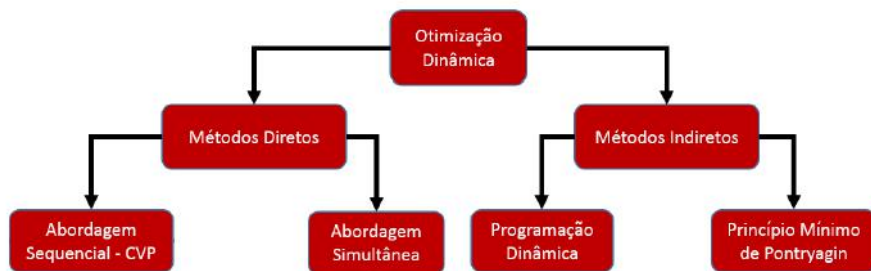 Otimização
Dinâmica
Métodos Diretos
Métodos Indiretos
Abordagem
Sequencial - CVP
Abordagem
Simultânea
Programação
Dinâmica
Princípio Mínimo
de Pontryagin